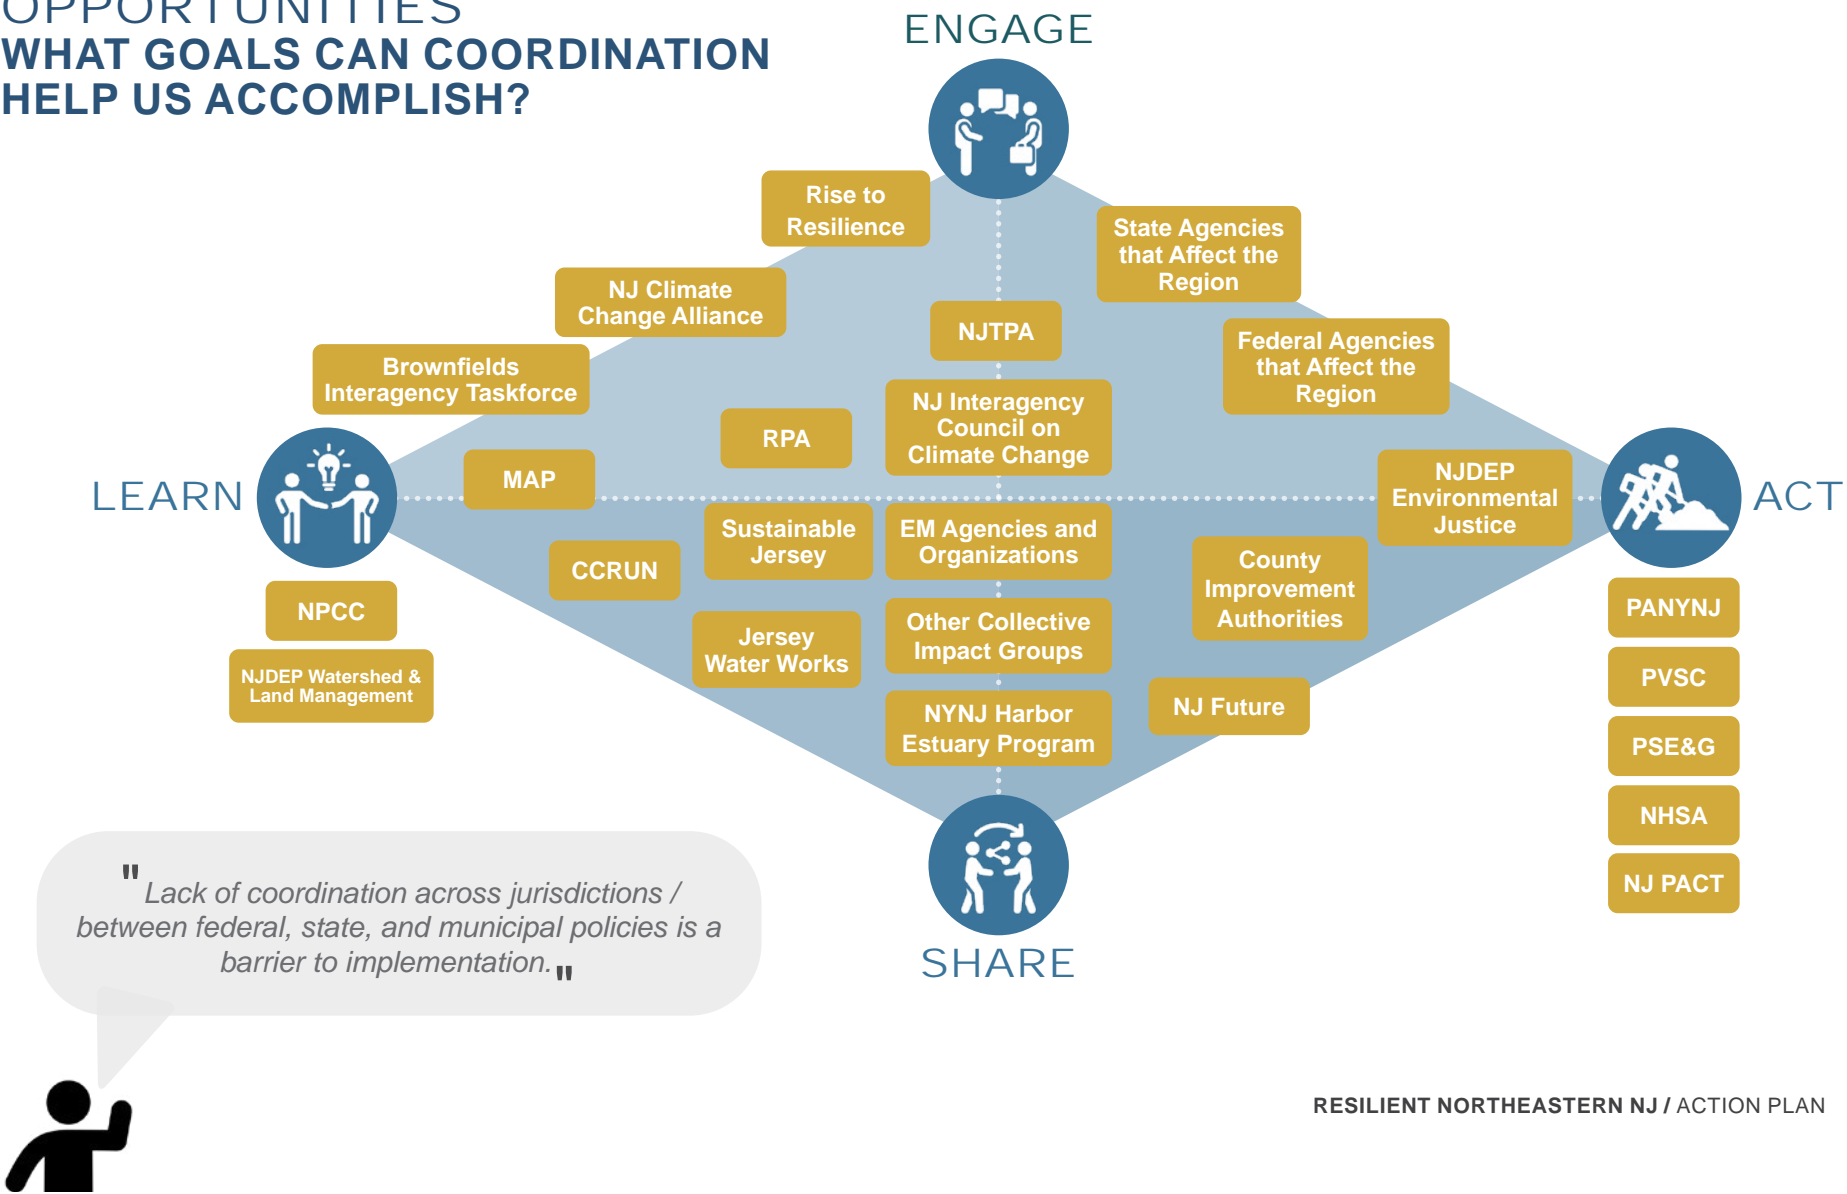 OPPORTUNITIES
WHAT GOALS CAN COORDINATION
HELP US ACCOMPLISH?
ENGAGE
Rise to
Resilience
State Agencies
that Affect the
Region
NJ Climate
Change Alliance
NJTPA
Federal Agencies
that Affect the
Region
Brownfields
Interagency Taskforce
NJ Interagency
Council on
Climate Change
RPA
MAP
NJDEP
Environmental
Justice
LEARN
ACT
Sustainable
Jersey
EM Agencies and
Organizations
CCRUN
County
Improvement
Authorities
NPCC
PANYNJ
Jersey
Water Works
Other Collective
Impact Groups
NJDEP Watershed &
Land Management
PVSC
NYNJ Harbor
Estuary Program
NJ Future
PSE&G
NHSA
NJ PACT
SHARE
"Lack of coordination across jurisdictions /
between federal, state, and municipal policies is a
barrier to implementation."
RESILIENT NORTHEASTERN NJ / ACTION PLAN